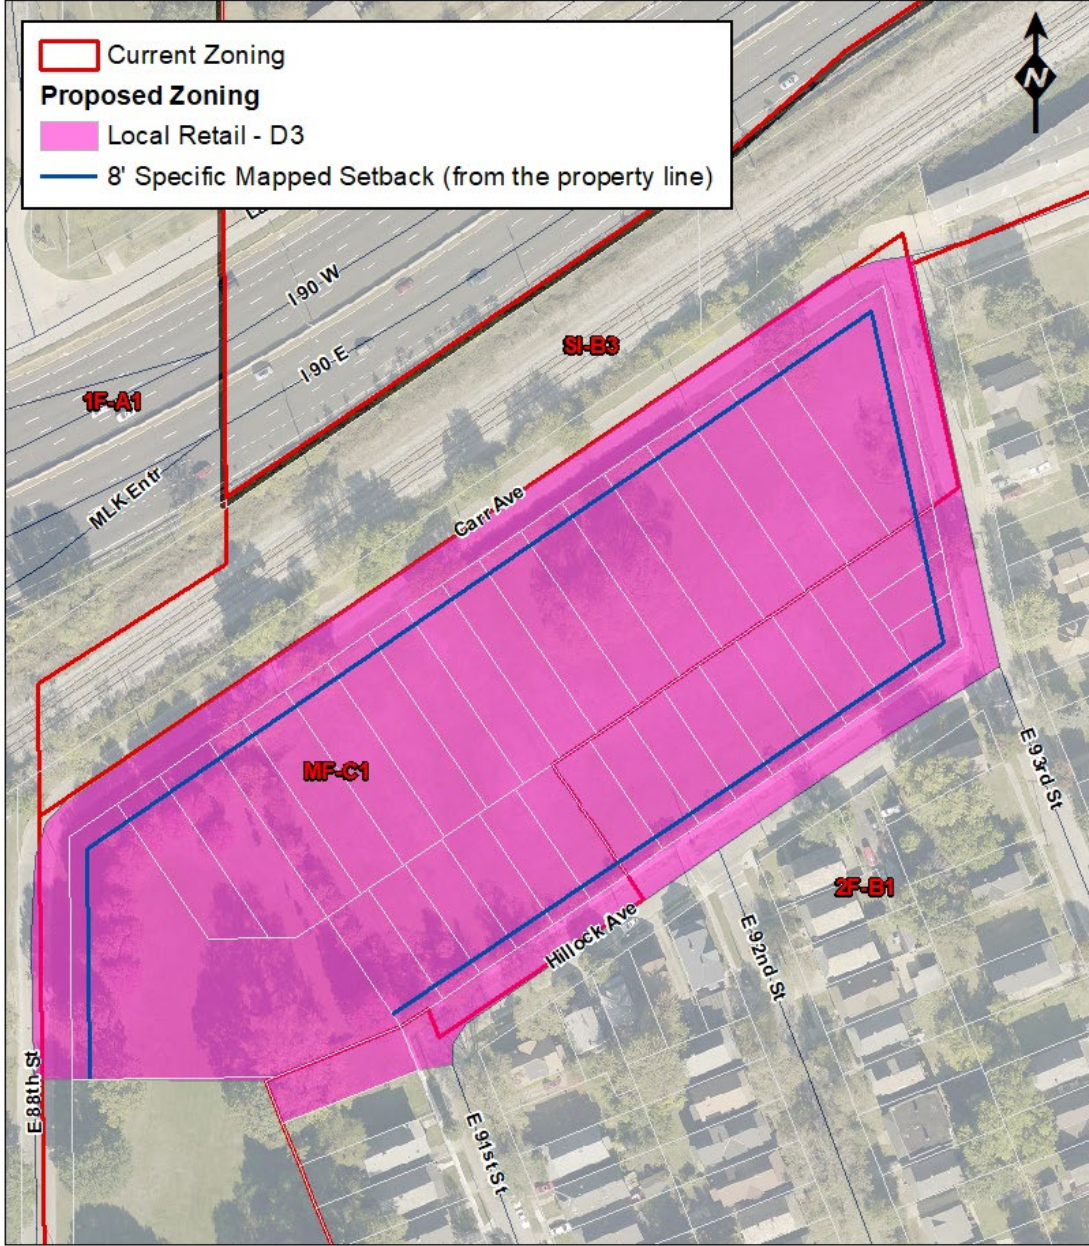 Current Zoning
Proposed Zoning
Local Retail - D3
8' Specific Mapped Setback (from the property line)
N
I 90 W
I 90 E
SI-B3
1F-A1
MLK Entr
Carr Ave
MF-C1
E 93rd St
2F-B1
Hillock Ave
E 92nd St
E 88th St
E 91st St